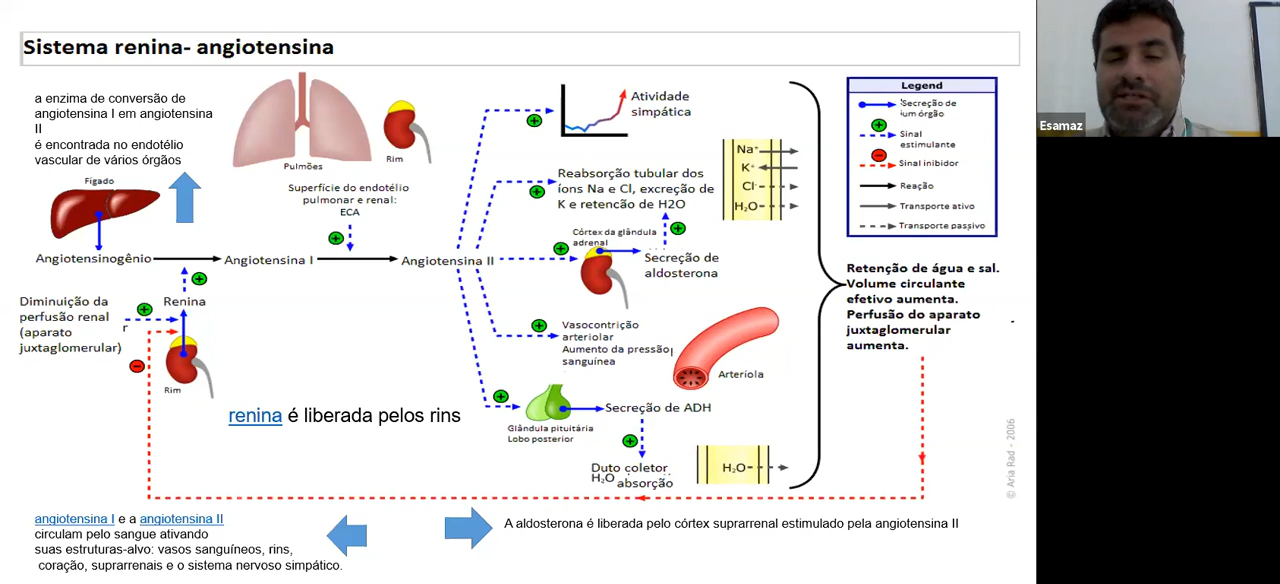 Sistema renina- angiotensina
a enzima de conversão de
angiotensina I em angiotensina
II
é encontrada no endotélio
vascular de vários órgãos
Fígado
Pulmões
Rim
Superfície do endotélio
pulmonar e renal:
ECA
Angiotensinogênio
Angiotensina I
Angiotensina II
Diminuição da
perfusão renal
(aparato
juxtaglomerular)
r
Renina
Rim
renina é liberada pelos rins
Atividade
simpática
Reabsorção tubular dos
íons Na e Cl, excreção de
K e retencão de H2O
Na+
K+
Cl-
H₂O
Córtex da glândula
adrenal
Secreção de
aldosterona
Vasocontrição
arteriolar
Aumento da pressão
sanguínea
Arteríola
Glândula pituitária
Lobo posterior
Secreção de ADH
Duto coletor
H₂O absorção
H₂O
Legend
Secreção de
um órgão
Sinal
estimulante
Sinal inibidor
Reação
Transporte ativo
Transporte passivo
Retenção de água e sal.
Volume circulante
efetivo aumenta.
Perfusão do aparato
juxtaglomerular
aumenta.
© Aria Rad - 2006
angiotensina I e a angiotensina II
circulam pelo sangue ativando
suas estruturas-alvo: vasos sanguíneos, rins,
coração, suprarrenais e o sistema nervoso simpático.
A aldosterona é liberada pelo córtex suprarrenal estimulado pela angiotensina II
Esamaz